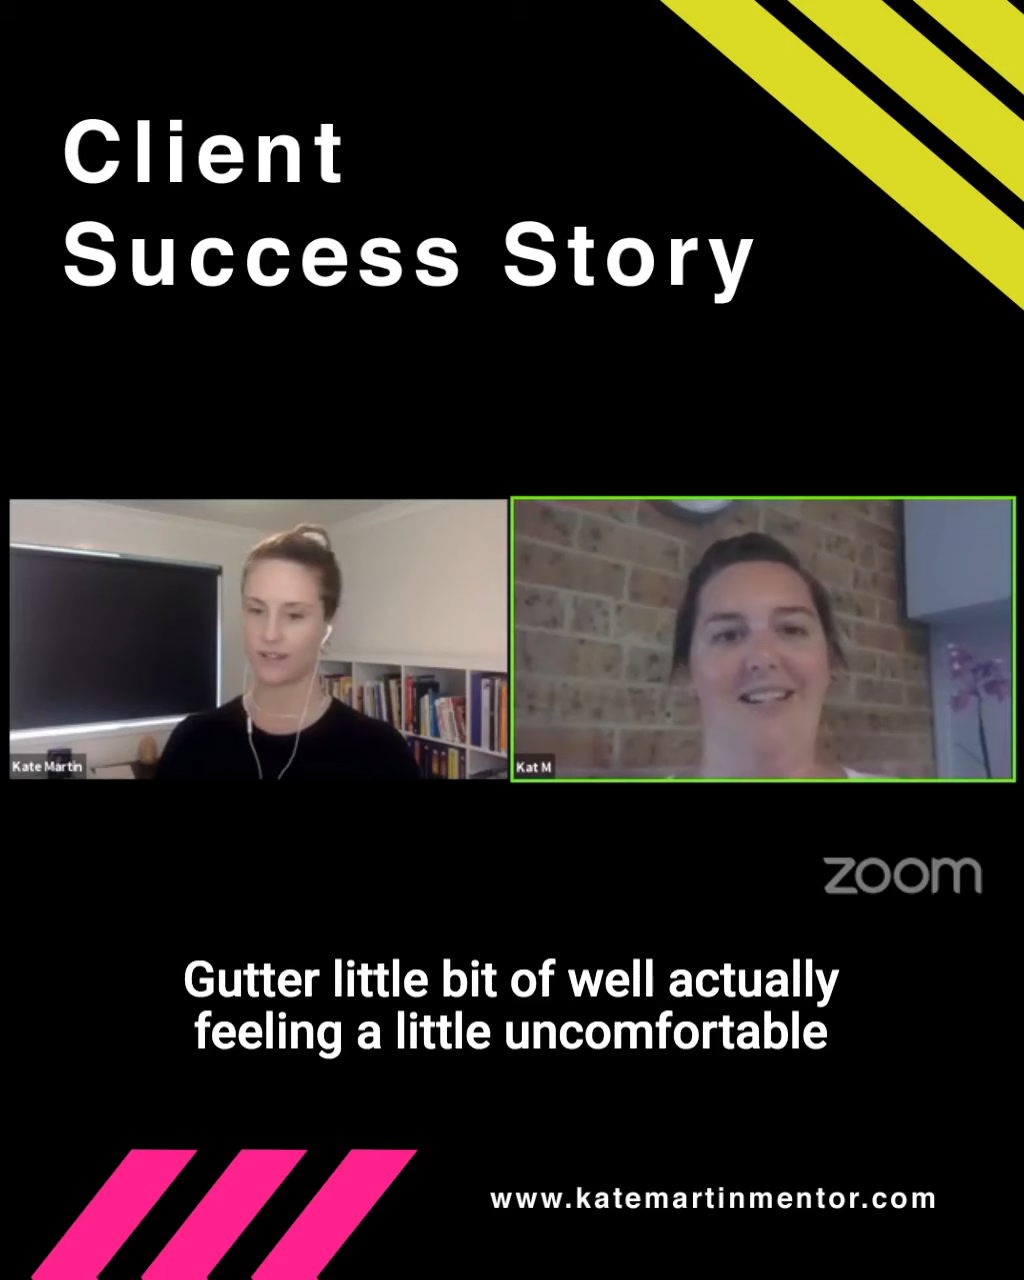 Client
Success Story
Kate Martin
Kat M
zoom
Gutter little bit of well actually
feeling a little uncomfortable
www.katemartinmentor.com